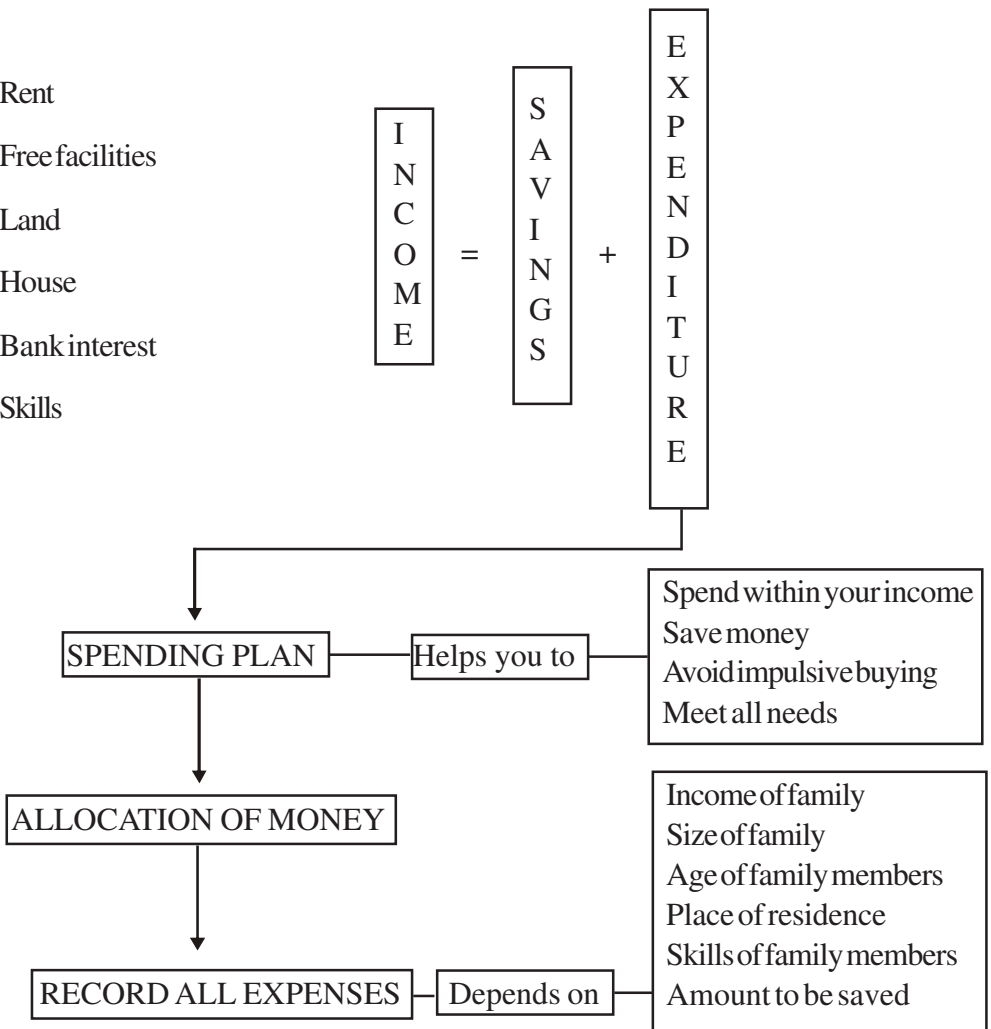 Rent
Free facilities
Land
House
Bank interest
Skills
INCOME
=
SAVINGS
+
EXPENDITURE
SPENDING PLAN
Helps you to
Spend within your income
Save money
Avoid impulsive buying
Meet all needs
ALLOCATION OF MONEY
RECORD ALL EXPENSES
Depends on
Income of family
Size of family
Age of family members
Place of residence
Skills of family members
Amount to be saved